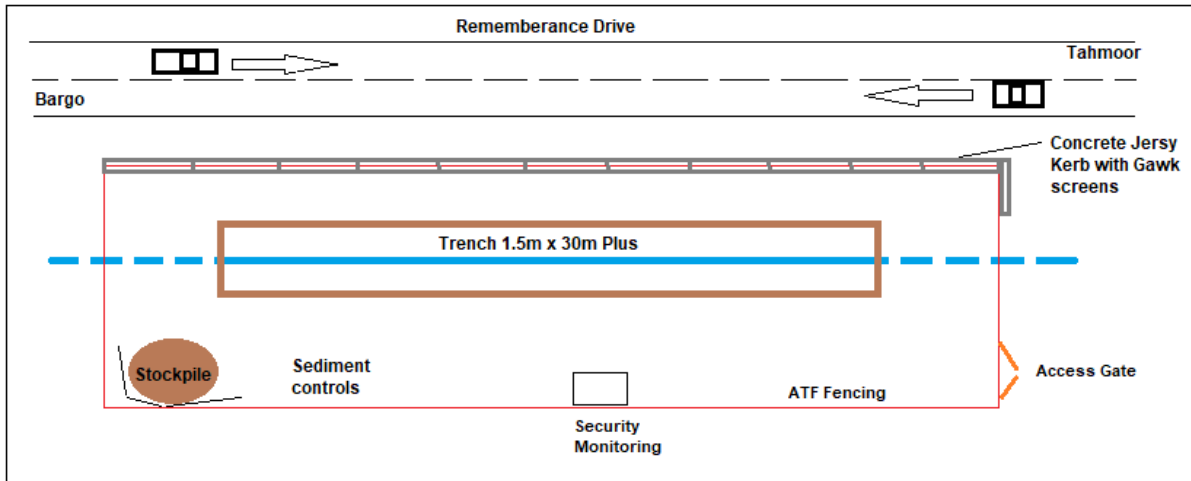 Rememberance Drive
Tahmoor
Bargo
Concrete Jersy
Kerb with Gawk
screens
Trench 1.5m x 30m Plus
Stockpile
Sediment
controls
Access Gate
ATF Fencing
Security
Monitoring